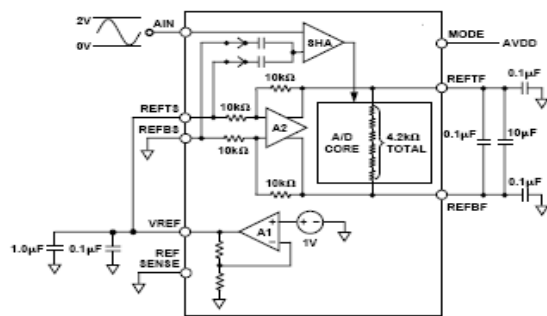 2V
0V
AIN
SHA
MODE
AVDD
10kΩ
REFTS
10kΩ
REFTF
0.1µF
REFBS
10kΩ
A2
A/D
CORE
4.2kΩ
TOTAL
0.1µF
10µF
10kΩ
0.1µF
REFBF
VREF
A1
1V
1.0µF
0.1µF
REF
SENSE